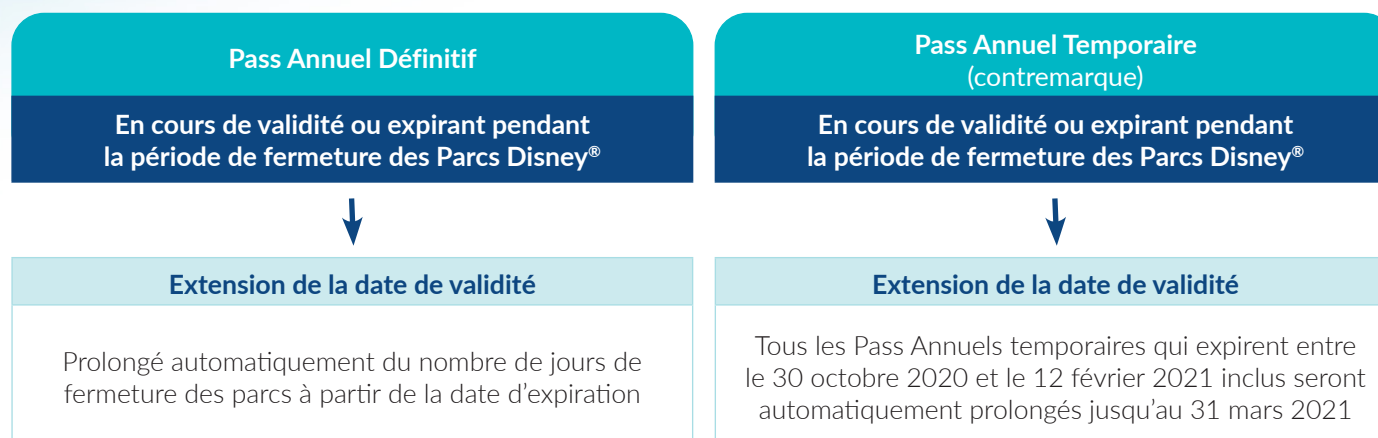 Pass Annuel Définitif
En cours de validité ou expirant pendant
la période de fermeture des Parcs Disney®
Extension de la date de validité
Prolongé automatiquement du nombre de jours de
fermeture des parcs à partir de la date d’expiration
Pass Annuel Temporaire
(contremarque)
En cours de validité ou expirant pendant
la période de fermeture des Parcs Disney®
Extension de la date de validité
Tous les Pass Annuels temporaires qui expirent entre
le 30 octobre 2020 et le 12 février 2021 inclus seront
automatiquement prolongés jusqu’au 31 mars 2021